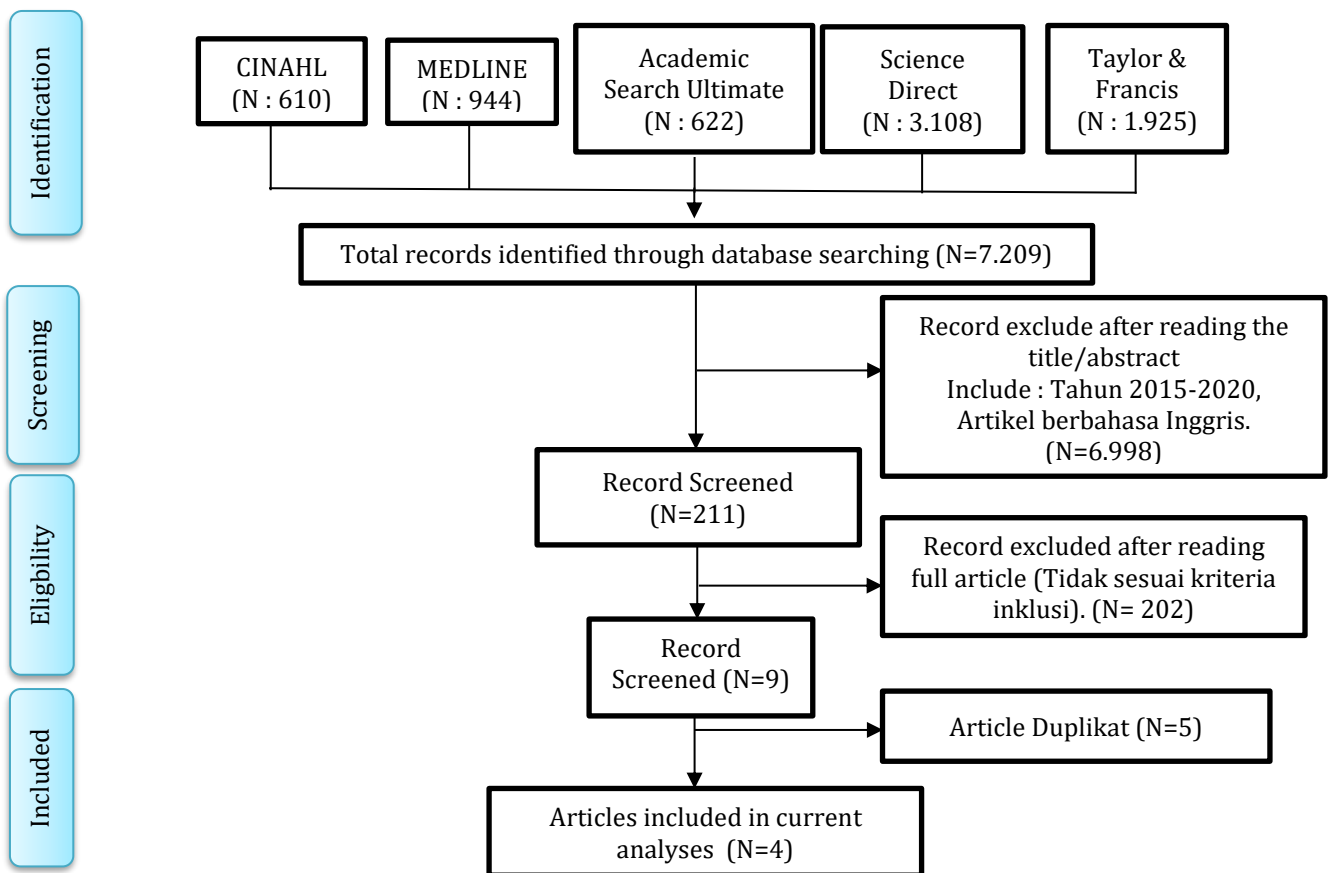 Identification
CINAHL
(N : 610)
MEDLINE
(N : 944)
Academic
Search Ultimate
(N : 622)
Science
Direct
(N : 3.108)
Taylor &
Francis
(N : 1.925)
Total records identified through database searching (N=7.209)
Screening
Record exclude after reading the
title/abstract
Include : Tahun 2015-2020,
Artikel berbahasa Inggris.
(N=6.998)
Record Screened
(N=211)
Eligbility
Record excluded after reading
full article (Tidak sesuai kriteria
inklusi). (N= 202)
Record
Screened (N=9)
Included
Article Duplikat (N=5)
Articles included in current
analyses (N=4)